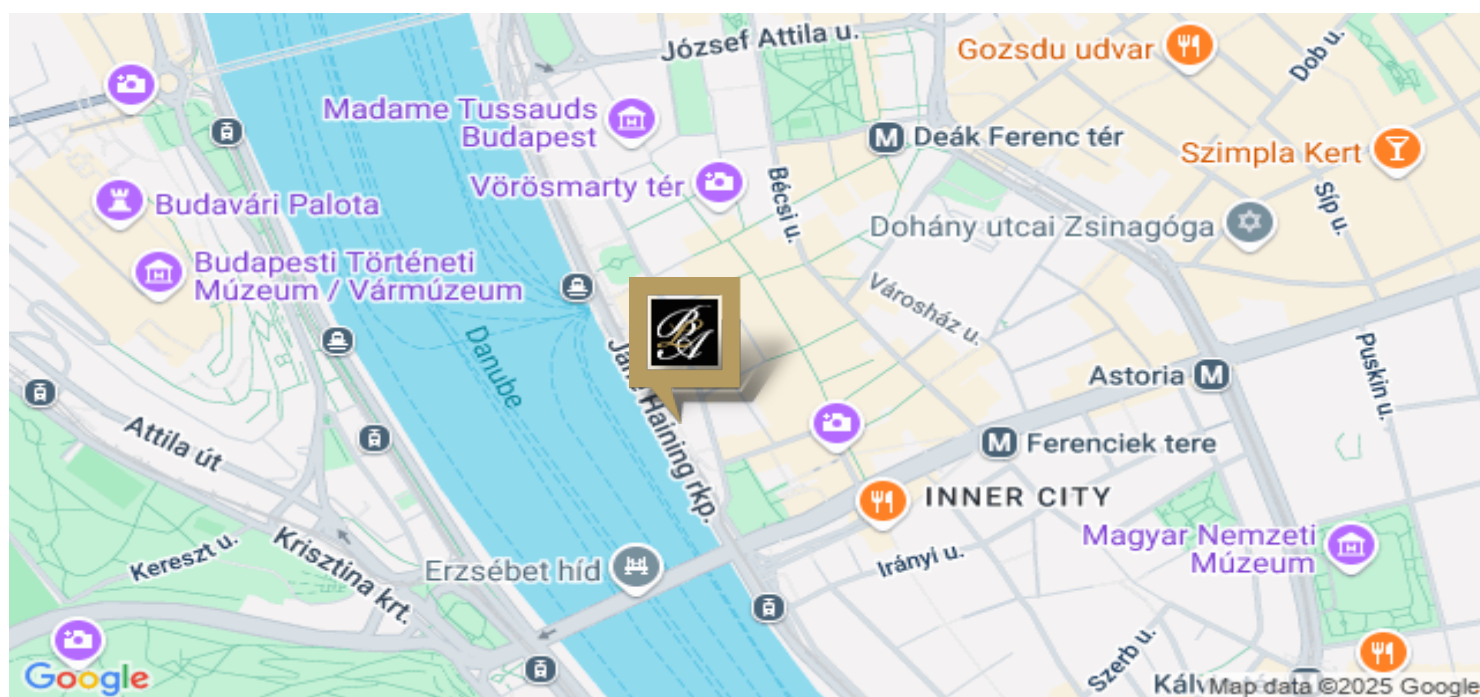 József Attila u.
Gozsdu udvar
Dob u.
Madame Tussauds
Budapest
M Deák Ferenc tér
Szimpla Kert
Vörösmarty tér
Bécsi u.
Síp u.
Budavári Palota
Dohány utcai Zsinagóga
Budapesti Történeti
Múzeum / Vármúzeum
Városház u.
BLA
Danube
Jane Haining rkp.
Puskin u.
Astoria M
Attila út
M Ferenciek tere
INNER CITY
Magyar Nemzeti
Múzeum
Kereszt u.
Krisztina krt.
Erzsébet híd
Irányi u.
Szerb u.
Google
Map data ©2025 Google